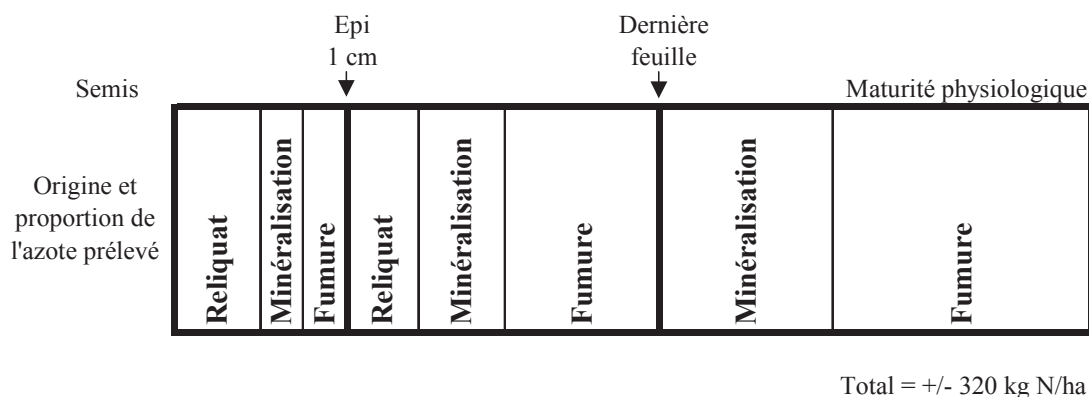 Epi
1 cm
Dernière
feuille
Semis
Maturité physiologique
Origine et
proportion de
l'azote prélevé
Reliquat
Minéralisation
Fumure
Reliquat
Minéralisation
Fumure
Minéralisation
Fumure
Total = +/- 320 kg N/ha